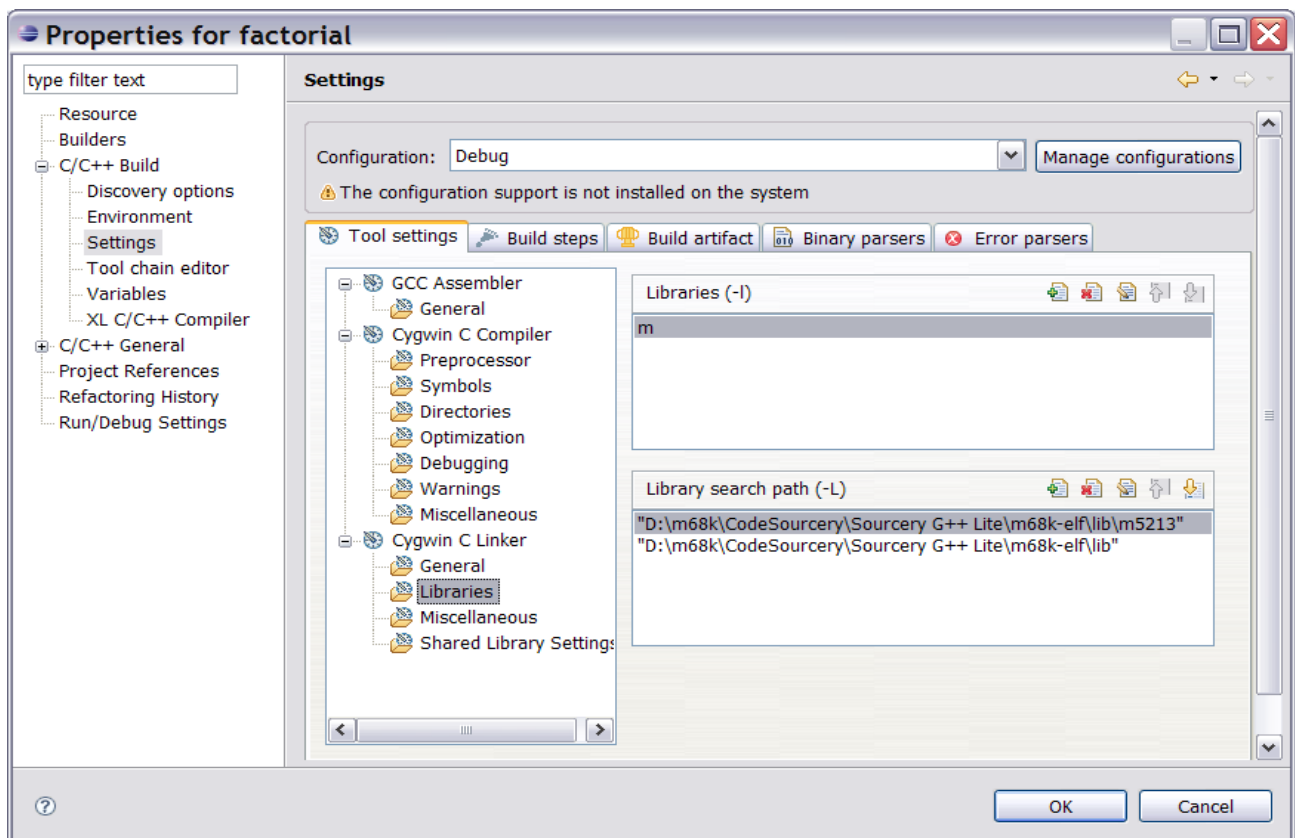 Properties for factorial
type filter text
Resource
Builders
C/C++ Build
Discovery options
Environment
Settings
Tool chain editor
Variables
XL C/C++ Compiler
C/C++ General
Project References
Refactoring History
Run/Debug Settings
Settings
Configuration: Debug Manage configurations
The configuration support is not installed on the system
Tool settings Build steps Build artifact Binary parsers Error parsers
GCC Assembler
General
Cygwin C Compiler
Preprocessor
Symbols
Directories
Optimization
Debugging
Warnings
Miscellaneous
Cygwin C Linker
General
Libraries
Miscellaneous
Shared Library Settings
Libraries (-l)
m
Library search path (-L)
"D:\m68k\CodeSourcery\Sourcery G++ Lite\m68k-elf\lib\m5213"
"D:\m68k\CodeSourcery\Sourcery G++ Lite\m68k-elf\lib"
OK Cancel